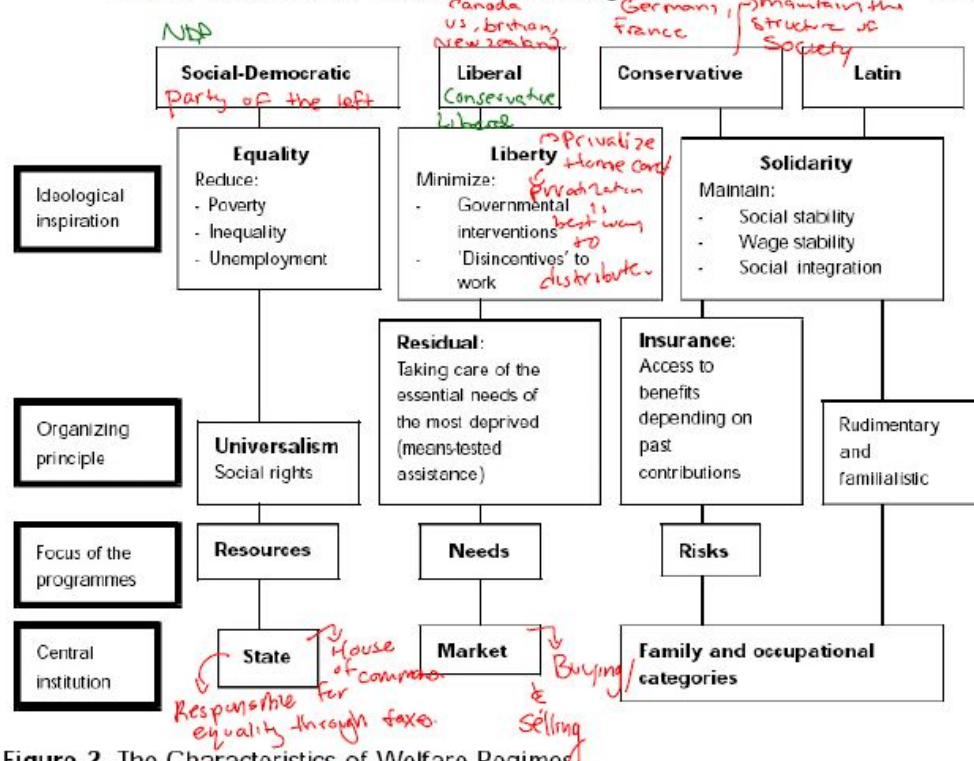 Canada
us, britian,
New zealand
Germany,
France
maintain the
structure of
Society
NDP
Social-Democratic
Party of the left
Liberal
Conservative
Liberal
Conservative
Latin
Ideological
inspiration
Equality
Reduce:
- Poverty
- Inequality
- Unemployment
Liberty
Minimize:
- Governmental
interventions
- 'Disincentives' to
work
Privatize
Home care
privatization
is
best way
to
distribute.
Solidarity
Maintain:
- Social stability
- Wage stability
- Social integration
Organizing
principle
Universalism
Social rights
Residual:
Taking care of the
essential needs of
the most deprived
(means-tested
assistance)
Insurance:
Access to
benefits
depending on
past
contributions
Rudimentary
and
familialistic
Focus of the
programmes
Resources
Needs
Risks
Central
institution
State
House
of commons
Responsible for
equality through taxes.
Market
Buying/
&
Selling
Family and occupational
categories
Figure 2 The Characteristics of Welfare Regimes